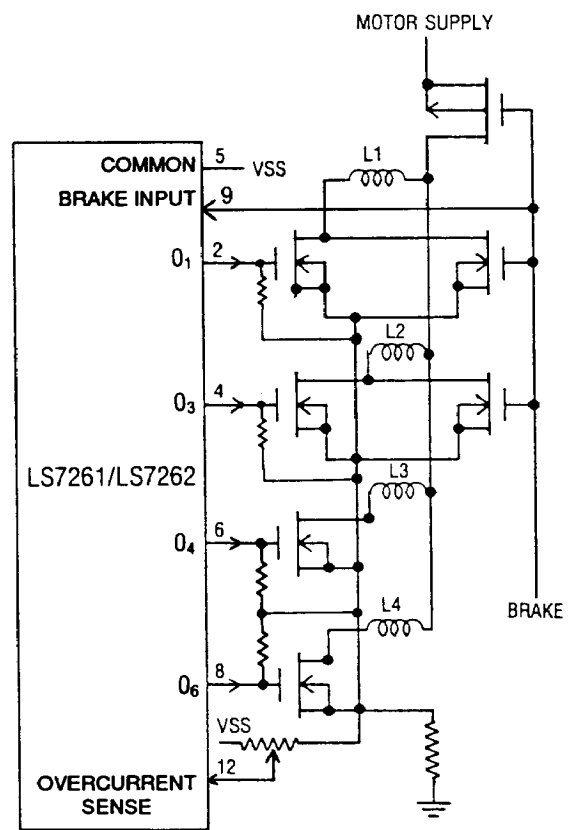 MOTOR SUPPLY
L1
COMMON
5
VSS
BRAKE INPUT
9
O1
2
L2
O3
4
LS7261/LS7262
L3
O4
6
L4
BRAKE
O6
8
VSS
12
OVERCURRENT
SENSE